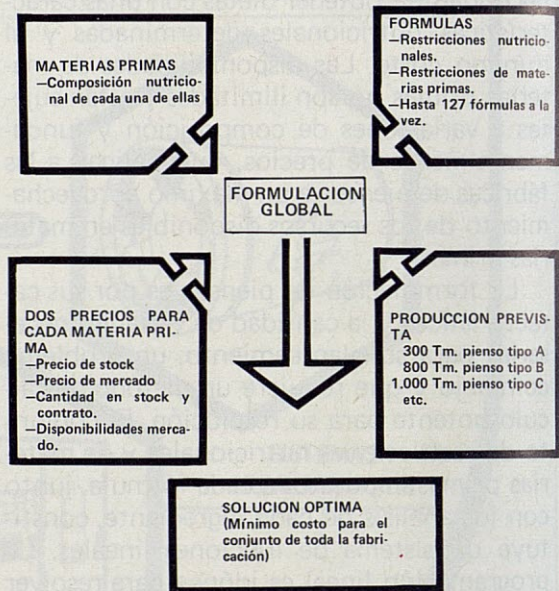 MATERIAS PRIMAS
—Composición nutricio-
nal de cada una de ellas
FORMULAS
—Restricciones nutricio-
nales.
—Restricciones de mate-
rias primas.
—Hasta 127 fórmulas a la
vez.
FORMULACION
GLOBAL
DOS PRECIOS PARA
CADA MATERIA PRI-
MA
—Precio de stock
—Precio de mercado
—Cantidad en stock y
contrato.
—Disponibilidades merca-
do.
PRODUCCION PREVIS-
TA
300 Tm. pienso tipo A
800 Tm. pienso tipo B
1.000 Tm. pienso tipo C
etc.
SOLUCION OPTIMA
(Mínimo costo para el
conjunto de toda la fabri-
cación)